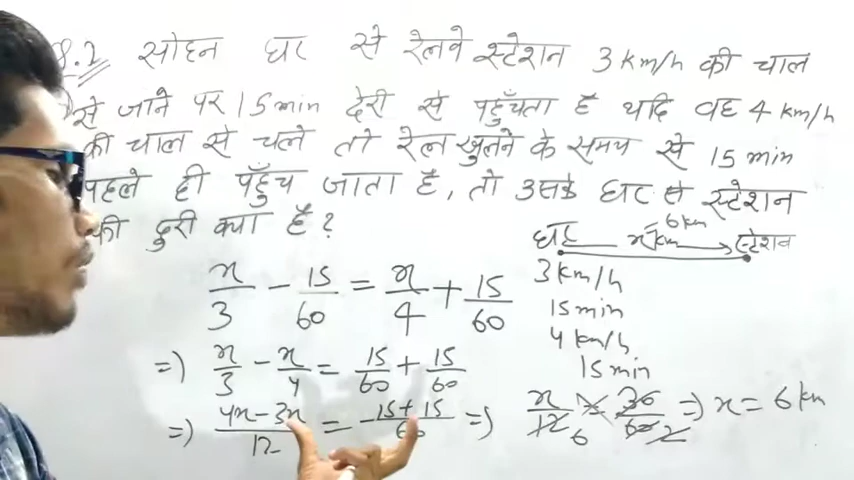 Q.2 सोहन घर से रेलवे स्टेशन 3 km/h की चाल
से जाने पर 15 min देरी से पहुँचता है यदि वह 4 km/h
की चाल से चले तो रेल खुलने के समय से 15 min
पहले ही पहुँच जाता है, तो उसके घर से स्टेशन
की दुरी क्या है?
= 6 km
घर x km स्टेशन
3 km/h
15 min
4 km/h
15 min
x/3 - 15/60 = x/4 + 15/60
=> x/3 - x/4 = 15/60 + 15/60
=> (4x - 3x)/12 = (15 + 15)/60 => x/12 = 30/60 => x = 6 km
6 2